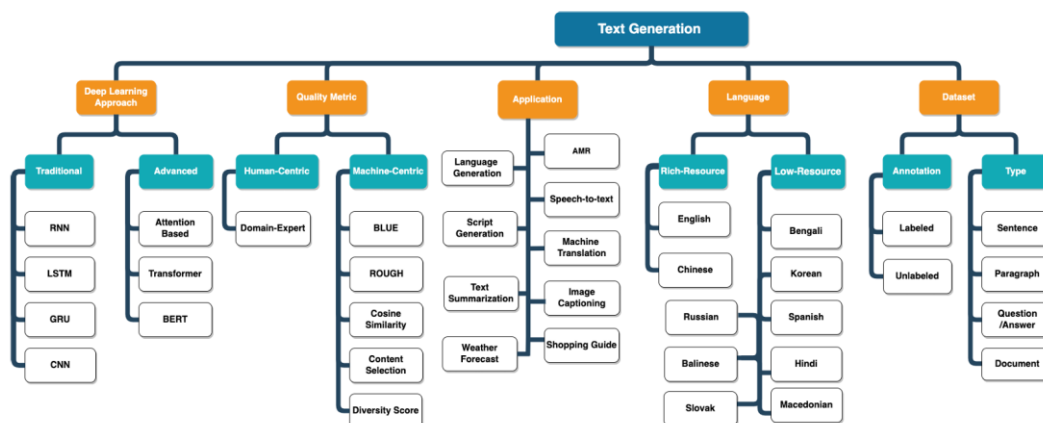 Text Generation
Deep Learning
Approach
Quality Metric
Application
Language
Dataset
Traditional
Advanced
Human-Centric
Machine-Centric
Language
Generation
AMR
Rich-Resource
Low-Resource
Annotation
Type
RNN
Attention
Based
Domain-Expert
BLUE
Script Generation
Speech-to-text
English
Bengali
Labeled
Sentence
LSTM
Transformer
ROUGH
Machine
Translation
Chinese
Korean
Unlabeled
Paragraph
GRU
BERT
Cosine
Similarity
Text
Summarization
Image
Captioning
Russian
Spanish
Question
/Answer
CNN
Content
Selection
Weather
Forecast
Shopping Guide
Balinese
Hindi
Document
Diversity Score
Slovak
Macedonian